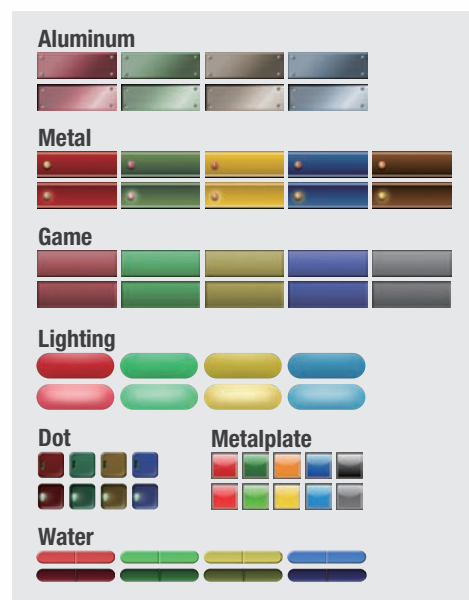 Aluminum
Metal
Game
Lighting
Dot
Metalplate
Water